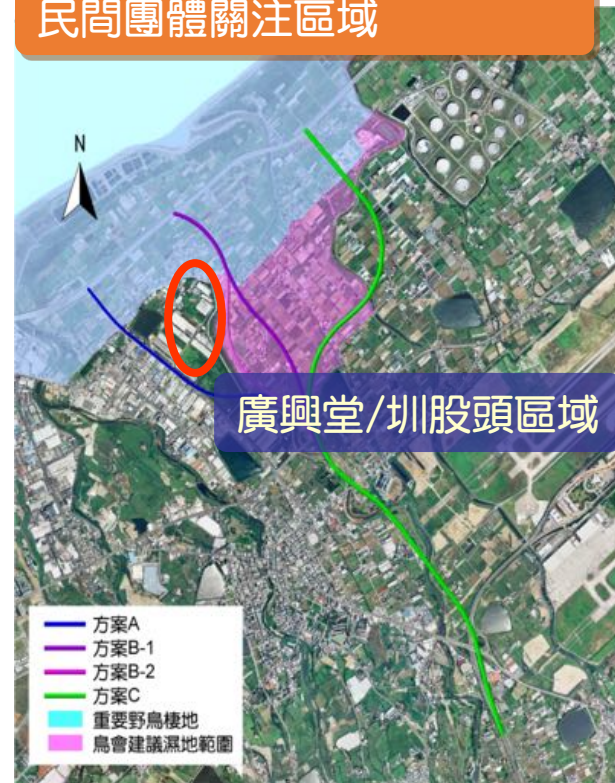 民間團體關注區域
N
廣興堂/圳股頭區域
方案A
方案B-1
方案B-2
方案C
重要野鳥棲地
鳥會建議濕地範圍